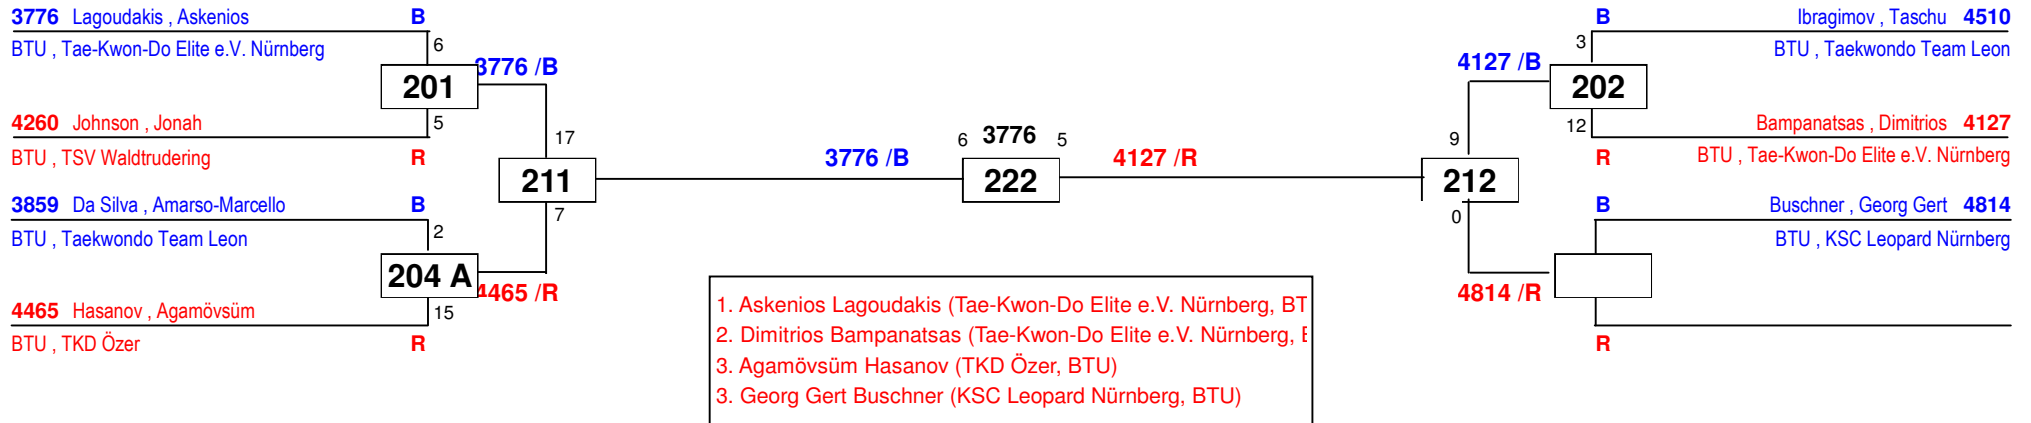 3776 Lagoudakis , Askenios B
BTU , Tae-Kwon-Do Elite e.V. Nürnberg
6
201
3776 /B
4260 Johnson , Jonah
5
BTU , TSV Waldtrudering R
17
211
7
3859 Da Silva , Amarso-Marcello B
BTU , Taekwondo Team Leon
2
204 A
4465 /R
4465 Hasanov , Agamövsüm
15
BTU , TKD Özer R
3776 /B
6 3776 5
222
4127 /R
B Ibragimov , Taschu 4510
3
BTU , Taekwondo Team Leon
4127 /B
202
12
Bampanatsas , Dimitrios 4127
R BTU , Tae-Kwon-Do Elite e.V. Nürnberg
9
212
0
B Buschner , Georg Gert 4814
BTU , KSC Leopard Nürnberg
4814 /R
R
1. Askenios Lagoudakis (Tae-Kwon-Do Elite e.V. Nürnberg, BT
2. Dimitrios Bampanatsas (Tae-Kwon-Do Elite e.V. Nürnberg,
3. Agamövsüm Hasanov (TKD Özer, BTU)
3. Georg Gert Buschner (KSC Leopard Nürnberg, BTU)